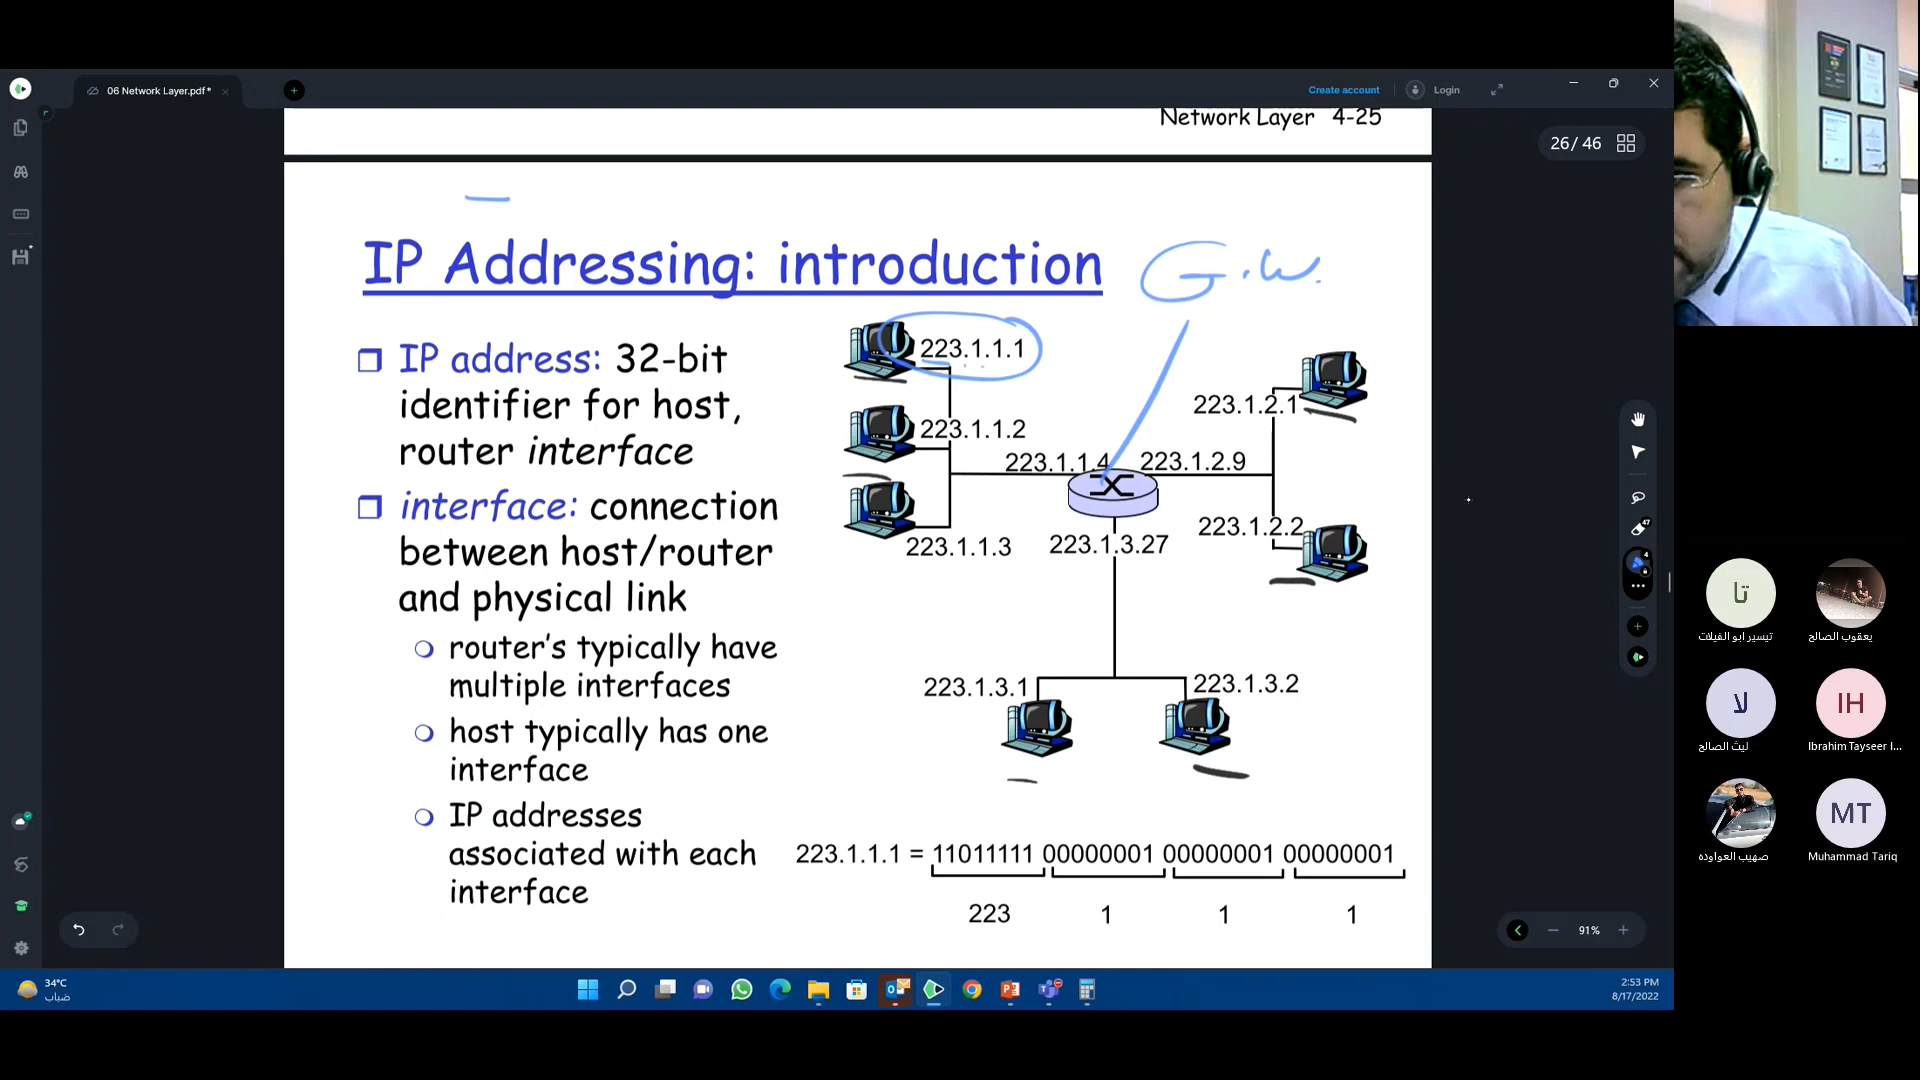 06 Network Layer.pdf*
Create account
Login
Network Layer 4-25
26/ 46
IP Addressing: introduction
G.W.
IP address: 32-bit
identifier for host,
router interface
interface: connection
between host/router
and physical link
router's typically have
multiple interfaces
host typically has one
interface
IP addresses
associated with each
interface
223.1.1.1
223.1.1.2
223.1.1.3
223.1.1.4
223.1.2.9
223.1.2.1
223.1.2.2
223.1.3.27
223.1.3.1
223.1.3.2
223.1.1.1 = 11011111 00000001 00000001 00000001
223 1 1 1
47
4
91%
تا
تيسير ابو الفيلات
يعقوب الصالح
لا
ليث الصالح
IH
Ibrahim Tayseer I...
صهيب العواوده
MT
Muhammad Tariq
34°C
ضباب
2:53 PM
8/17/2022